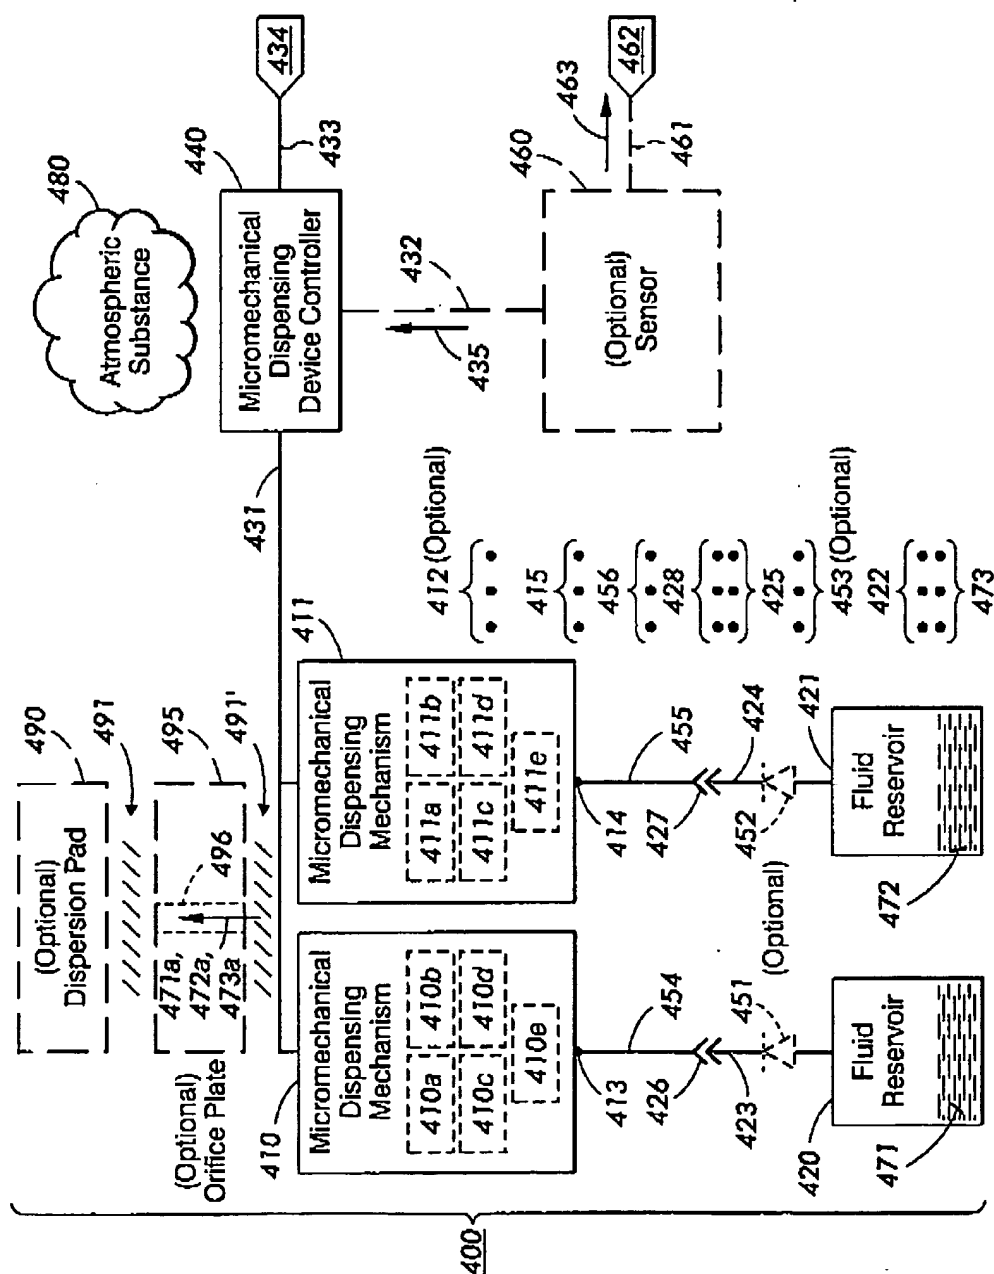 400
420
Fluid
Reservoir
471
423
451
(Optional)
426
454
413
410
Micromechanical
Dispensing
Mechanism
410a
410b
410c
410d
410e
(Optional)
Orifice Plate
471a,
472a,
473a
496
495
491'
(Optional)
Dispersion Pad
490
491
Fluid
Reservoir
472
421
452
424
427
455
414
411
Micromechanical
Dispensing
Mechanism
411a
411b
411c
411d
411e
473
422
453 (Optional)
425
428
456
415
412 (Optional)
431
(Optional)
Sensor
460
435
432
Micromechanical
Dispensing
Device Controller
440
Atmospheric
Substance
480
461
463
462
433
434